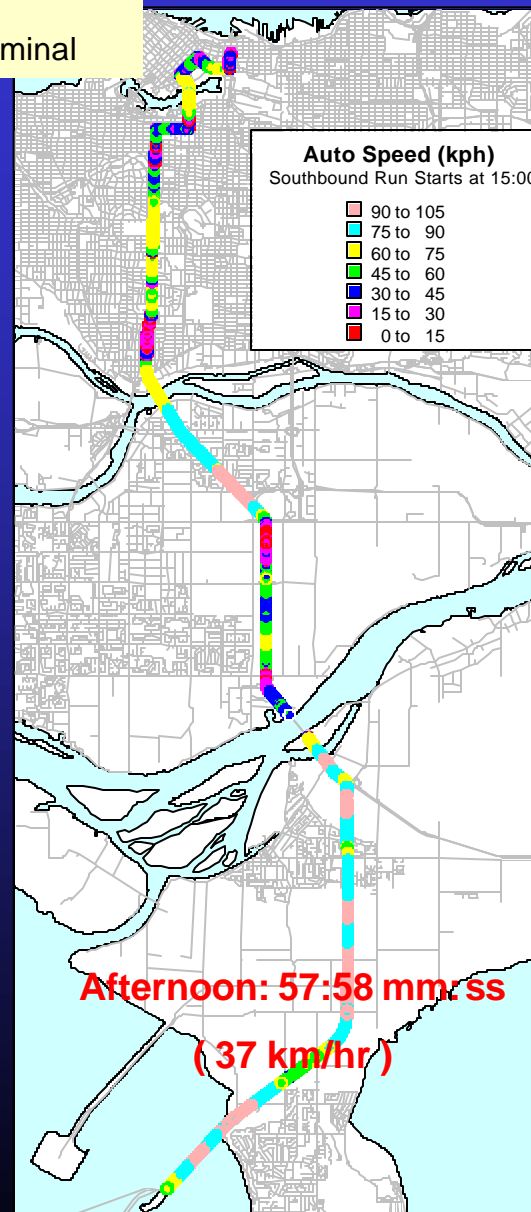 minal
Auto Speed (kph)
Southbound Run Starts at 15:00
90 to 105
75 to 90
60 to 75
45 to 60
30 to 45
15 to 30
0 to 15
Afternoon: 57:58 mm:ss
( 37 km/hr )